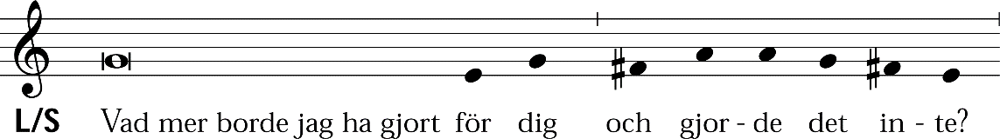 L/S Vad mer borde jag ha gjort för dig och gjor - de det in - te?